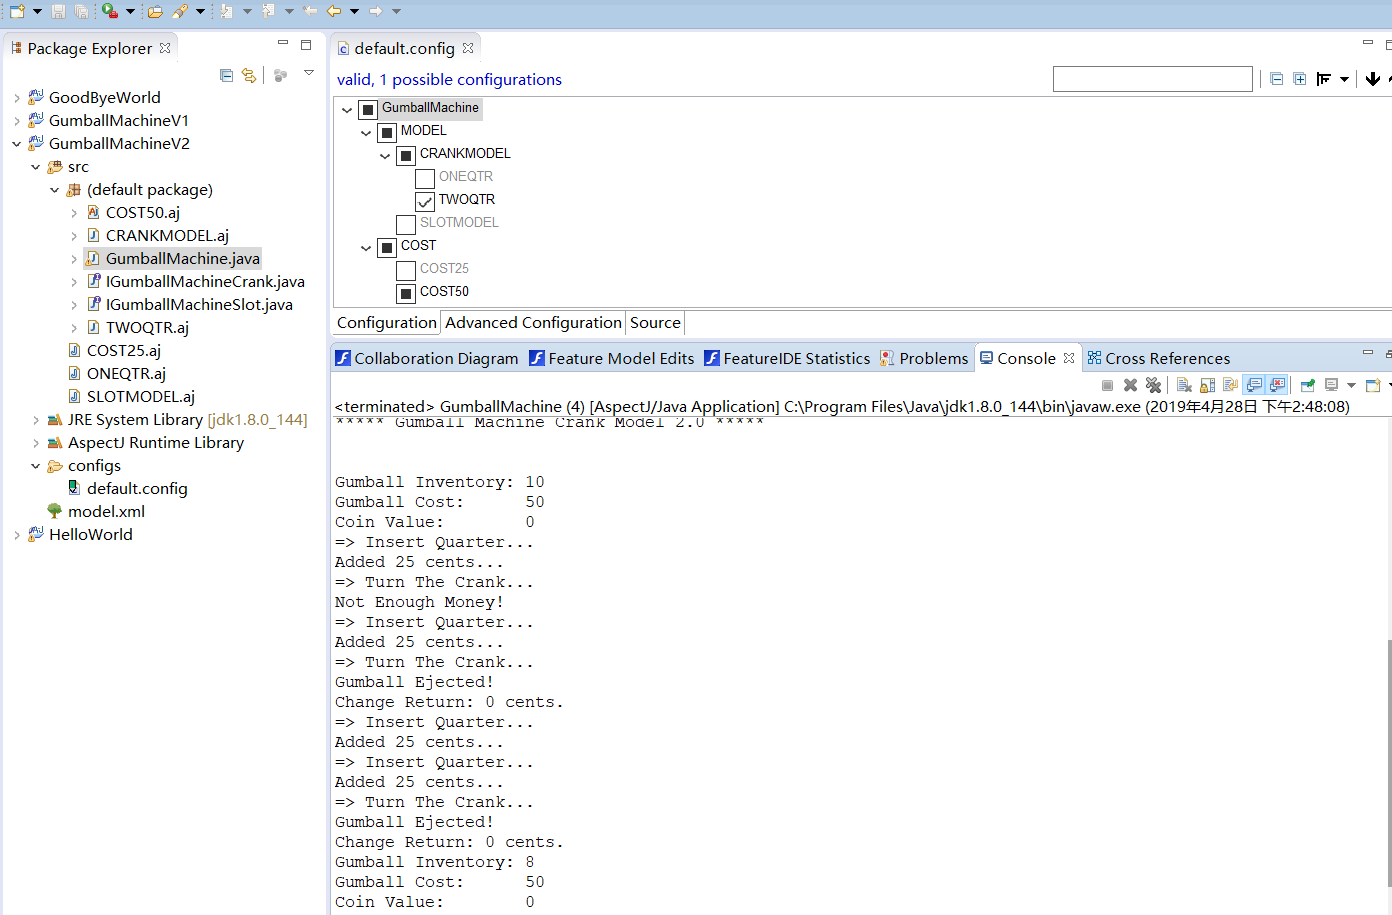 Package Explorer
GoodByeWorld
GumballMachineV1
GumballMachineV2
src
(default package)
COST50.aj
CRANKMODEL.aj
GumballMachine.java
IGumballMachineCrank.java
IGumballMachineSlot.java
TWOQTR.aj
COST25.aj
ONEQTR.aj
SLOTMODEL.aj
JRE System Library [jdk1.8.0_144]
AspectJ Runtime Library
configs
default.config
model.xml
HelloWorld
default.config
valid, 1 possible configurations
GumballMachine
MODEL
CRANKMODEL
ONEQTR
TWOQTR
SLOTMODEL
COST
COST25
COST50
Configuration Advanced Configuration Source
Collaboration Diagram Feature Model Edits FeatureIDE Statistics Problems Console Cross References
<terminated> GumballMachine (4) [AspectJ/Java Application] C:\Program Files\Java\jdk1.8.0_144\bin\javaw.exe (2019年4月28日 下午2:48:08)
***** Gumball Machine Crank Model 2.0 *****
Gumball Inventory: 10
Gumball Cost: 50
Coin Value: 0
=> Insert Quarter...
Added 25 cents...
=> Turn The Crank...
Not Enough Money!
=> Insert Quarter...
Added 25 cents...
=> Turn The Crank...
Gumball Ejected!
Change Return: 0 cents.
=> Insert Quarter...
Added 25 cents...
=> Insert Quarter...
Added 25 cents...
=> Turn The Crank...
Gumball Ejected!
Change Return: 0 cents.
Gumball Inventory: 8
Gumball Cost: 50
Coin Value: 0